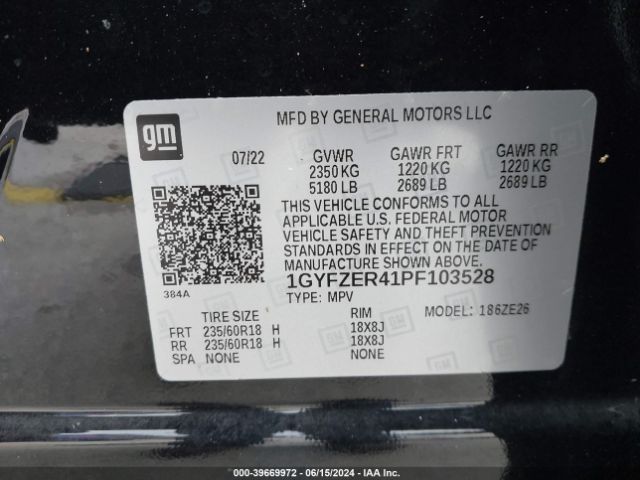 gm
MFD BY GENERAL MOTORS LLC
07/22 GVWR GAWR FRT GAWR RR
2350 KG 1220 KG 1220 KG
5180 LB 2689 LB 2689 LB
THIS VEHICLE CONFORMS TO ALL
APPLICABLE U.S. FEDERAL MOTOR
VEHICLE SAFETY AND THEFT PREVENTION
STANDARDS IN EFFECT ON THE DATE OF
MANUFACTURE SHOWN ABOVE.
1GYFZER41PF103528
384A
TYPE: MPV
MODEL: 186ZE26
TIRE SIZE RIM
FRT 235/60R18 H 18X8J
RR 235/60R18 H 18X8J
SPA NONE NONE
000-39669972 - 06/15/2024 - IAA Inc.